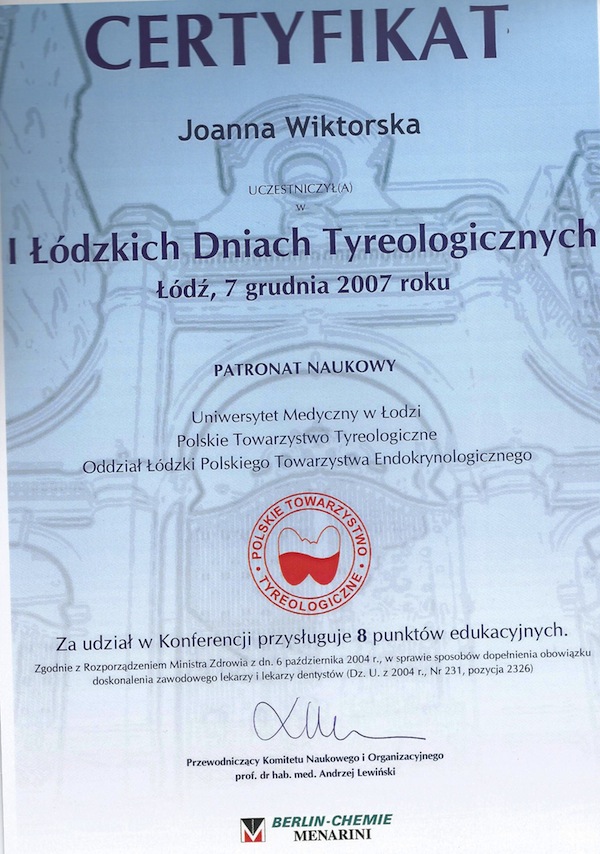 CERTYFIKAT
Joanna Wiktorska
UCZESTNICZYŁ(A)
w
I Łódzkich Dniach Tyreologicznych
Łódź, 7 grudnia 2007 roku
PATRONAT NAUKOWY
Uniwersytet Medyczny w Łodzi
Polskie Towarzystwo Tyreologiczne
Oddział Łódzki Polskiego Towarzystwa Endokrynologicznego
• POLSKIE TOWARZYSTWO •
TYREOLOGICZNE
Za udział w Konferencji przysługuje 8 punktów edukacyjnych.
Zgodnie z Rozporządzeniem Ministra Zdrowia z dn. 6 października 2004 r., w sprawie sposobów dopełnienia obowiązku
doskonalenia zawodowego lekarzy i lekarzy dentystów (Dz. U. z 2004 r., Nr 231, pozycja 2326)
Przewodniczący Komitetu Naukowego i Organizacyjnego
prof. dr hab. med. Andrzej Lewiński
BERLIN-CHEMIE
MENARINI